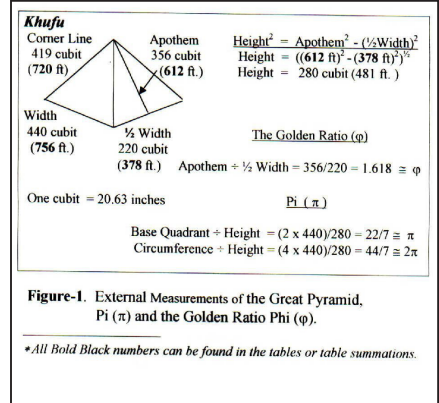 Khufu
Corner Line
419 cubit
(720 ft)
Apothem
356 cubit
(612 ft.)
Width
440 cubit
(756 ft.)
½ Width
220 cubit
(378 ft.)
Height² = Apothem² - (½Width)²
Height = ((612 ft)² - (378 ft)²)^½
Height = 280 cubit (481 ft. )
The Golden Ratio (φ)
Apothem ÷ ½ Width = 356/220 = 1.618 ≅ φ
One cubit = 20.63 inches
Pi ( π )
Base Quadrant ÷ Height = (2 x 440)/280 = 22/7 ≅ π
Circumference ÷ Height = (4 x 440)/280 = 44/7 ≅ 2π
Figure-1. External Measurements of the Great Pyramid,
Pi (π) and the Golden Ratio Phi (φ).
*All Bold Black numbers can be found in the tables or table summations.